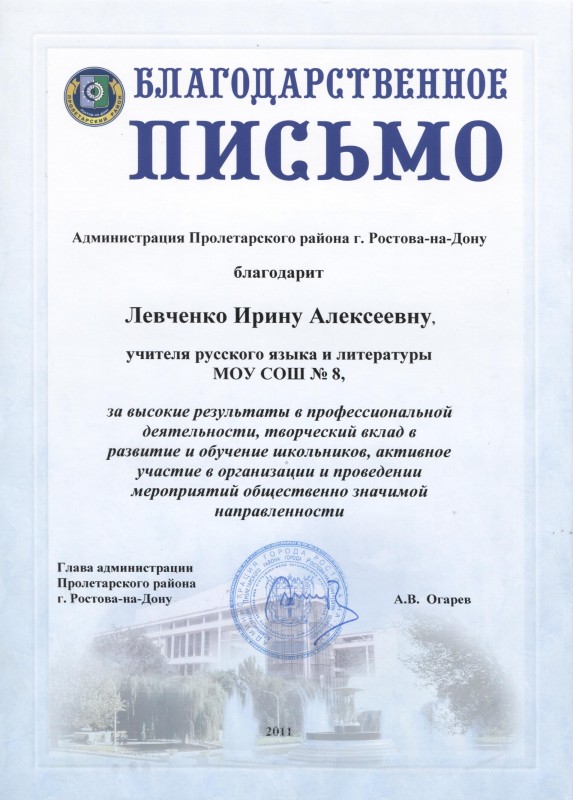 БЛАГОДАРСТВЕННОЕ
ПИСЬМО
ПРОЛЕТАРСКИЙ РАЙОН
Администрация Пролетарского района г. Ростова-на-Дону
благодарит
Левченко Ирину Алексеевну,
учителя русского языка и литературы
МОУ СОШ № 8,
за высокие результаты в профессиональной
деятельности, творческий вклад в
развитие и обучение школьников, активное
участие в организации и проведении
мероприятий общественно значимой
направленности
Глава администрации
Пролетарского района
г. Ростова-на-Дону
А.В. Огарев
2011